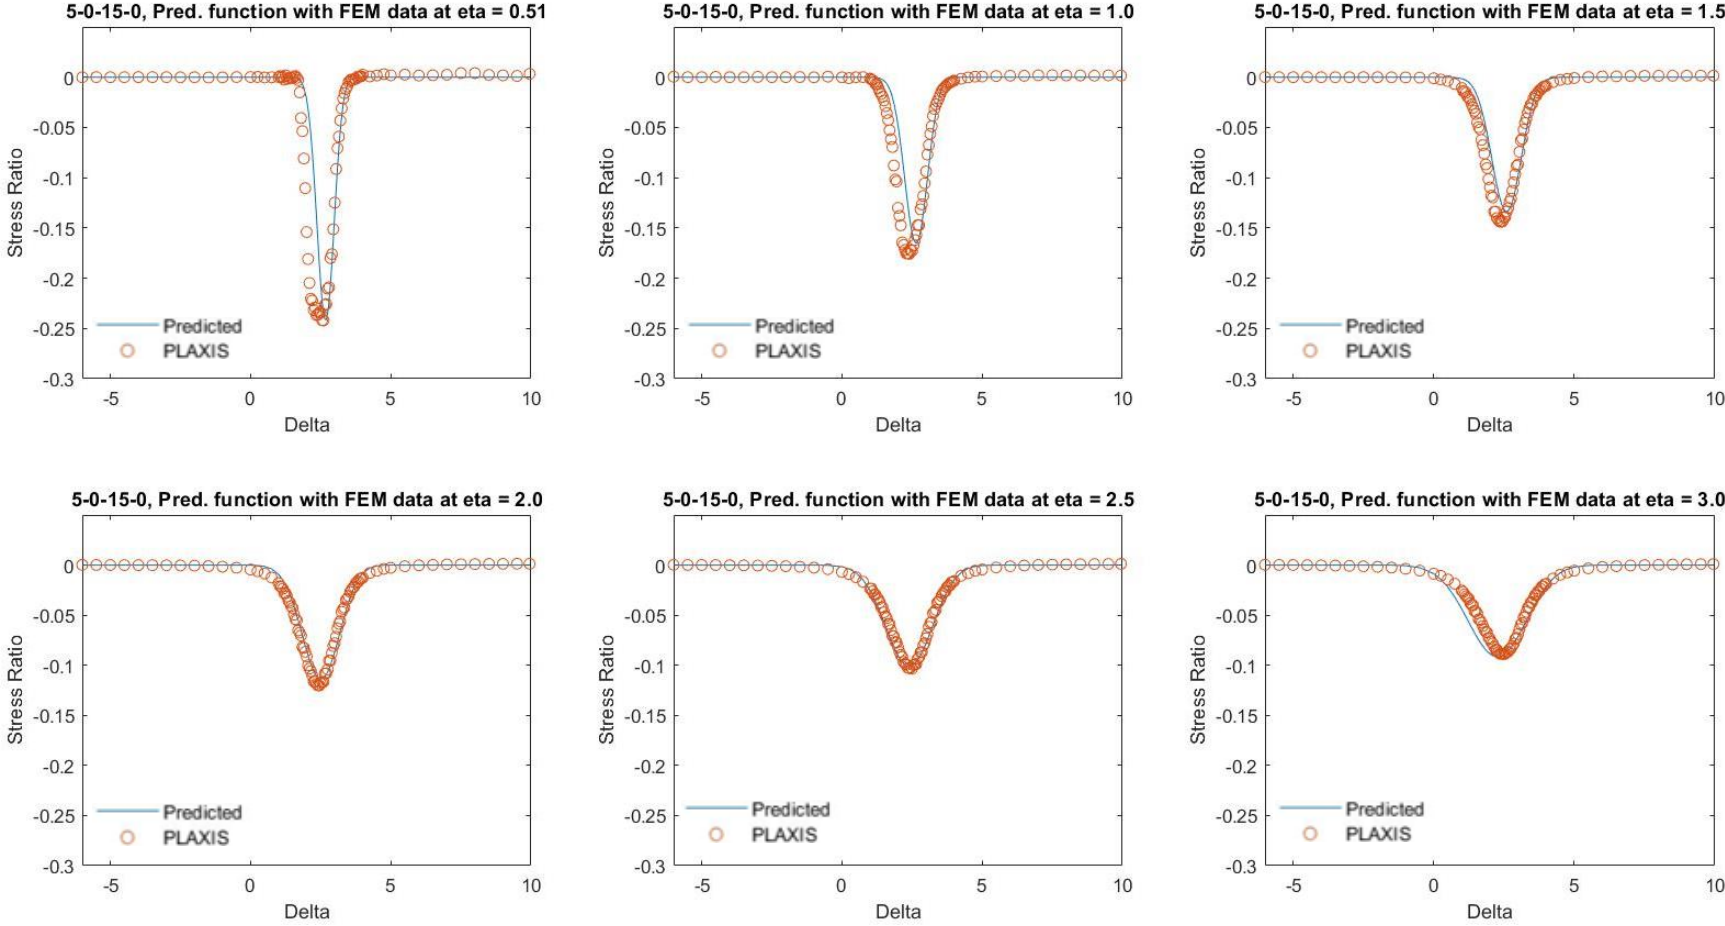 5-0-15-0, Pred. function with FEM data at eta = 0.51
0
-0.05
-0.1
-0.15
-0.2
-0.25
-0.3
Stress Ratio
Predicted
PLAXIS
-5
0
5
10
Delta
5-0-15-0, Pred. function with FEM data at eta = 1.0
0
-0.05
-0.1
-0.15
-0.2
-0.25
-0.3
Stress Ratio
Predicted
PLAXIS
-5
0
5
10
Delta
5-0-15-0, Pred. function with FEM data at eta = 1.5
0
-0.05
-0.1
-0.15
-0.2
-0.25
-0.3
Stress Ratio
Predicted
PLAXIS
-5
0
5
10
Delta
5-0-15-0, Pred. function with FEM data at eta = 2.0
0
-0.05
-0.1
-0.15
-0.2
-0.25
-0.3
Stress Ratio
Predicted
PLAXIS
-5
0
5
10
Delta
5-0-15-0, Pred. function with FEM data at eta = 2.5
0
-0.05
-0.1
-0.15
-0.2
-0.25
-0.3
Stress Ratio
Predicted
PLAXIS
-5
0
5
10
Delta
5-0-15-0, Pred. function with FEM data at eta = 3.0
0
-0.05
-0.1
-0.15
-0.2
-0.25
-0.3
Stress Ratio
Predicted
PLAXIS
-5
0
5
10
Delta